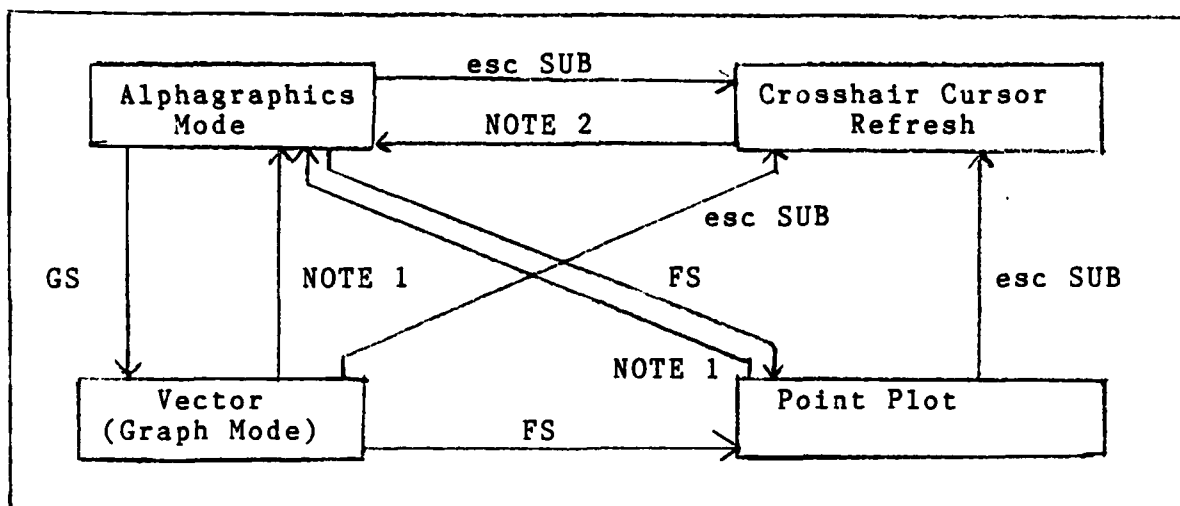 esc SUB
Alphagraphics
Mode
Crosshair Cursor
Refresh
NOTE 2
esc SUB
GS
NOTE 1
FS
esc SUB
NOTE 1
Vector
(Graph Mode)
Point Plot
FS